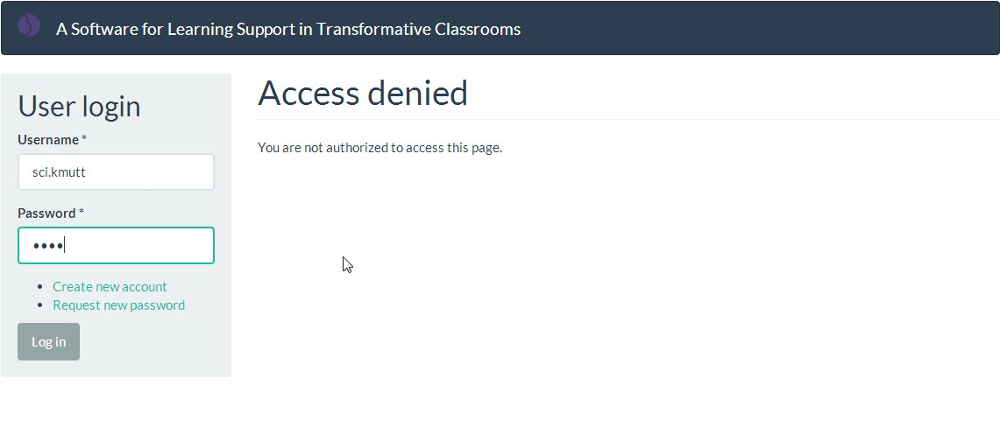 A Software for Learning Support in Transformative Classrooms
User login
Username *
sci.kmutt
Password *
••••
Create new account
Request new password
Log in
Access denied
You are not authorized to access this page.